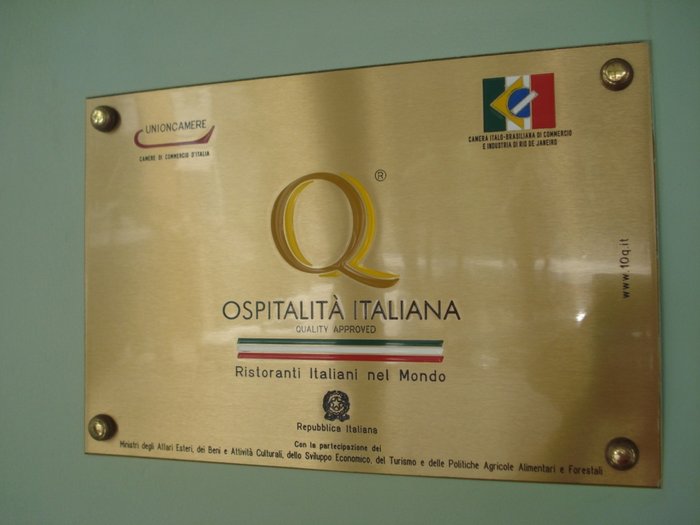 UNIONCAMERE
CAMERE DI COMMERCIO D'ITALIA
CAMERA ITALO-BRASILIANA DI COMMERCIO
E INDUSTRIA DI RIO DE JANEIRO
Q ®
www.10q.it
OSPITALITÀ ITALIANA
QUALITY APPROVED
Ristoranti Italiani nel Mondo
Repubblica Italiana
Con la partecipazione dei
Ministri degli Affari Esteri, dei Beni e Attività Culturali, dello Sviluppo Economico, del Turismo e delle Politiche Agricole Alimentari e Forestali